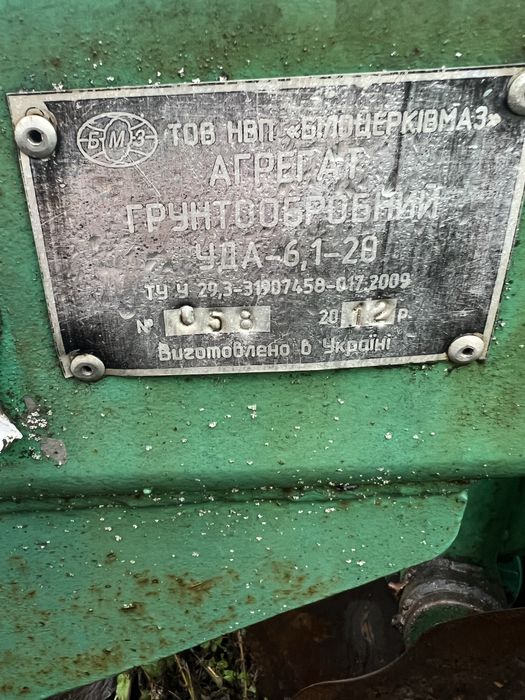 БМЗ ТОВ НВП «БІЛОЦЕРКІВМАЗ»
АГРЕГАТ
ГРУНТООБРОБНИЙ
УДА-6,1-20
ТУ У 29,3-31907458-017,2009
№ 058 2012 р.
Виготовлено в Україні